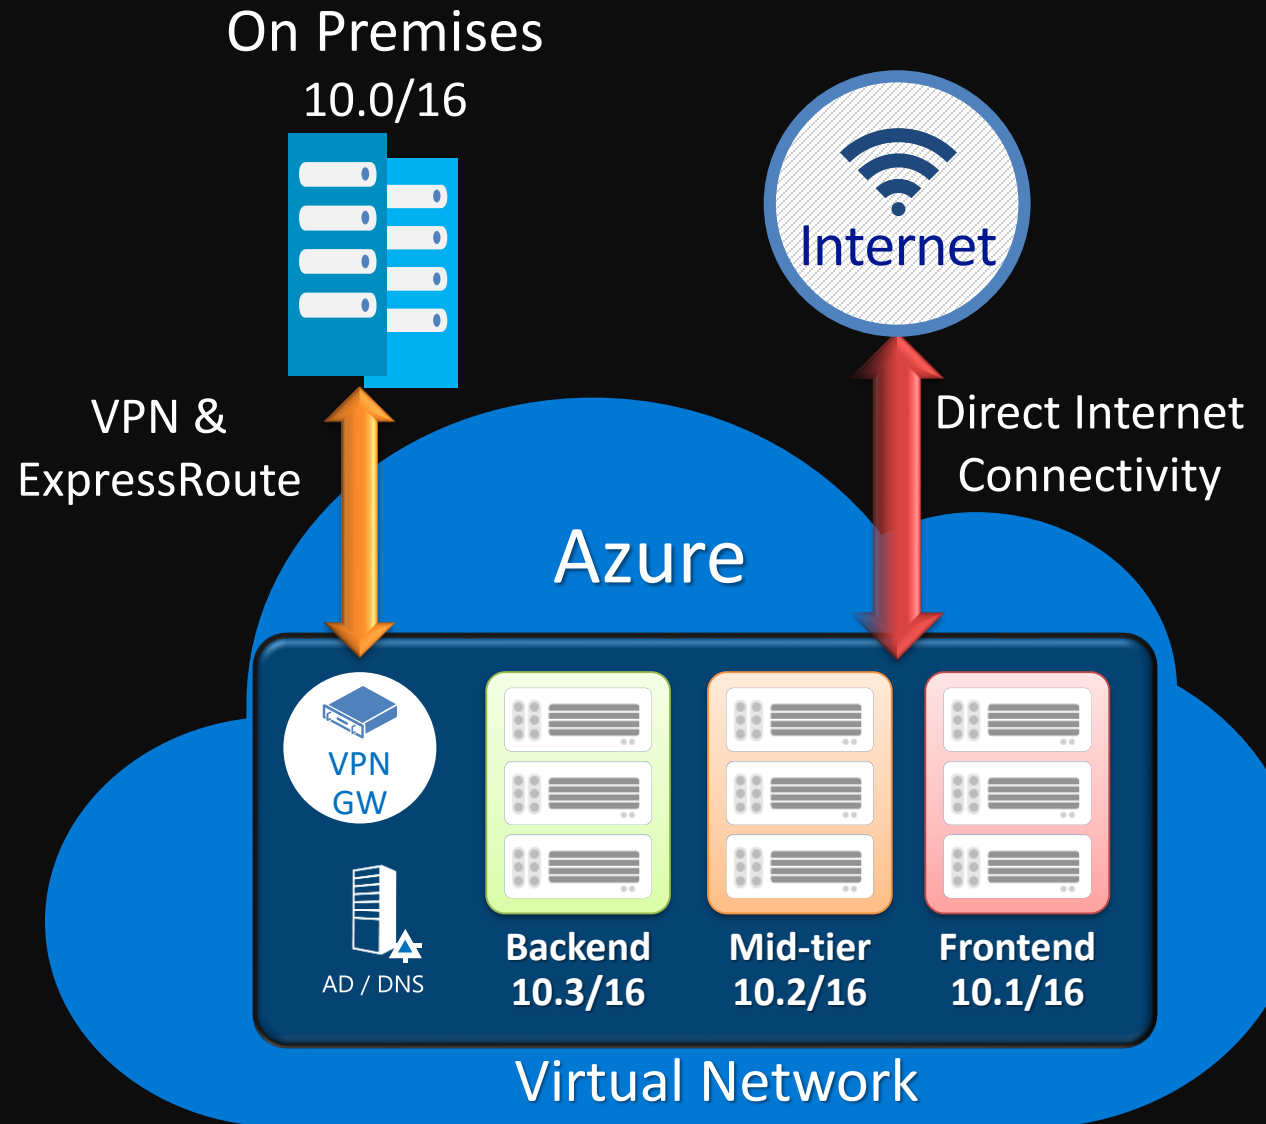 On Premises
10.0/16
Internet
VPN &
ExpressRoute
Direct Internet
Connectivity
Azure
VPN
GW
AD / DNS
Backend
10.3/16
Mid-tier
10.2/16
Frontend
10.1/16
Virtual Network